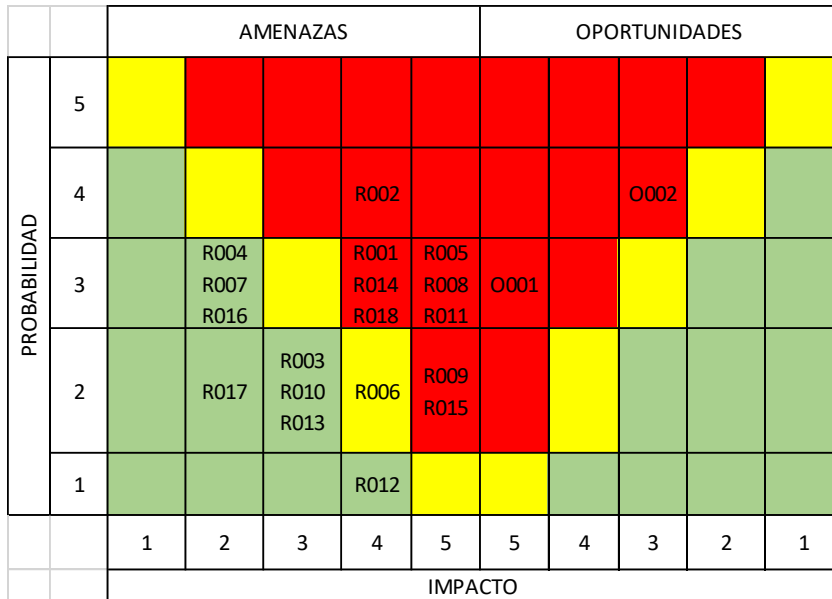 AMENAZAS OPORTUNIDADES
PROBABILIDAD
5
4 R002 O002
3
R004 R001 R005
R007 R014 R008 O001
R016 R018 R011
2
R003
R017 R010 R006 R009
R013 R015
1 R012
1 2 3 4 5 5 4 3 2 1
IMPACTO